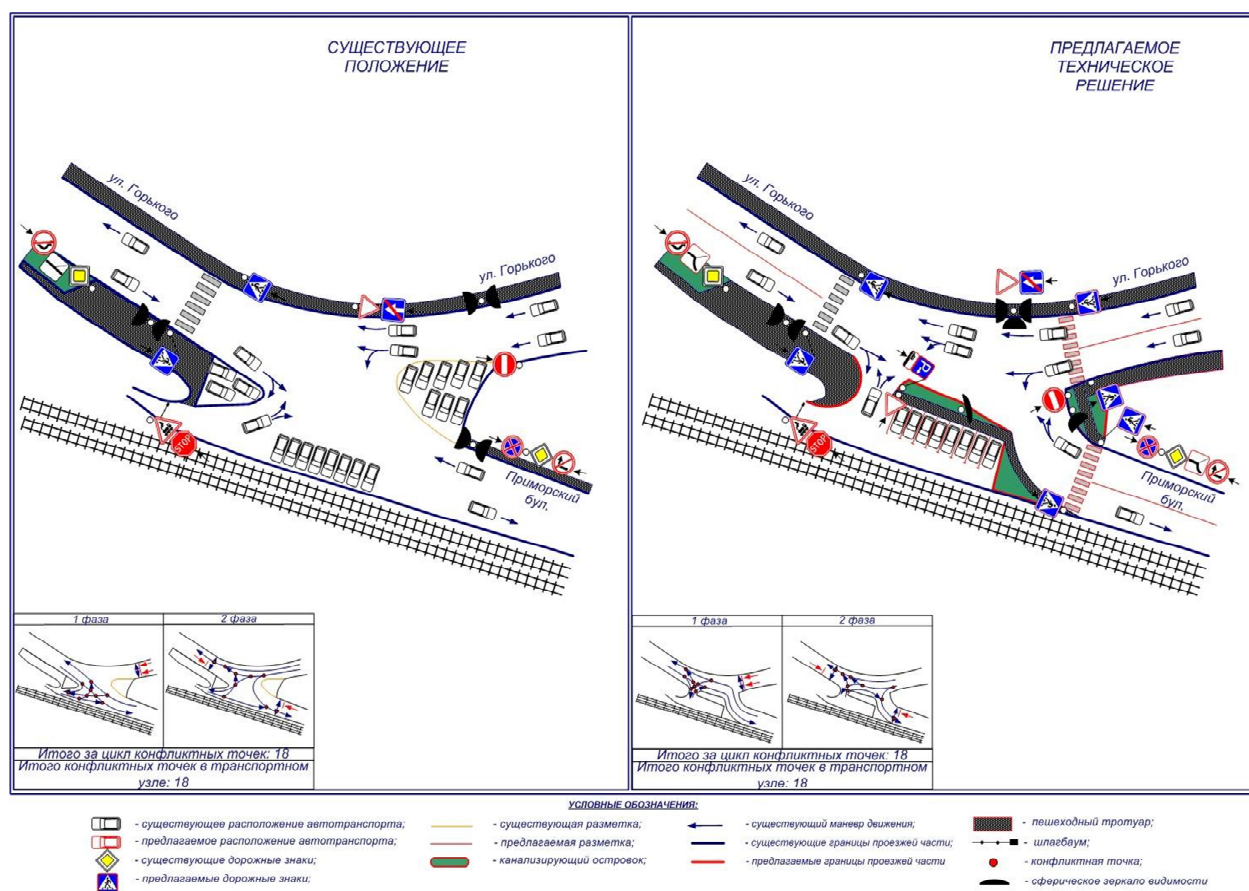 СУЩЕСТВУЮЩЕЕ
ПОЛОЖЕНИЕ
ул. Горького
ул. Горького
STOP
Приморский
бул.
1 фаза
2 фаза
Итого за цикл конфликтных точек: 18
Итого конфликтных точек в транспортном
узле: 18
ПРЕДЛАГАЕМОЕ
ТЕХНИЧЕСКОЕ
РЕШЕНИЕ
ул. Горького
ул. Горького
P
STOP
Приморский
бул.
1 фаза
2 фаза
Итого за цикл конфликтных точек: 18
Итого конфликтных точек в транспортном
узле: 18
УСЛОВНЫЕ ОБОЗНАЧЕНИЯ:
- существующее расположение автотранспорта;
- предлагаемое расположение автотранспорта;
- существующие дорожные знаки;
- предлагаемые дорожные знаки;
- существующая разметка;
- предлагаемая разметка;
- канализирующий островок;
- существующий маневр движения;
- существующие границы проезжей части;
- предлагаемые границы проезжей части
- пешеходный тротуар;
- шлагбаум;
- конфликтная точка;
- сферическое зеркало видимости